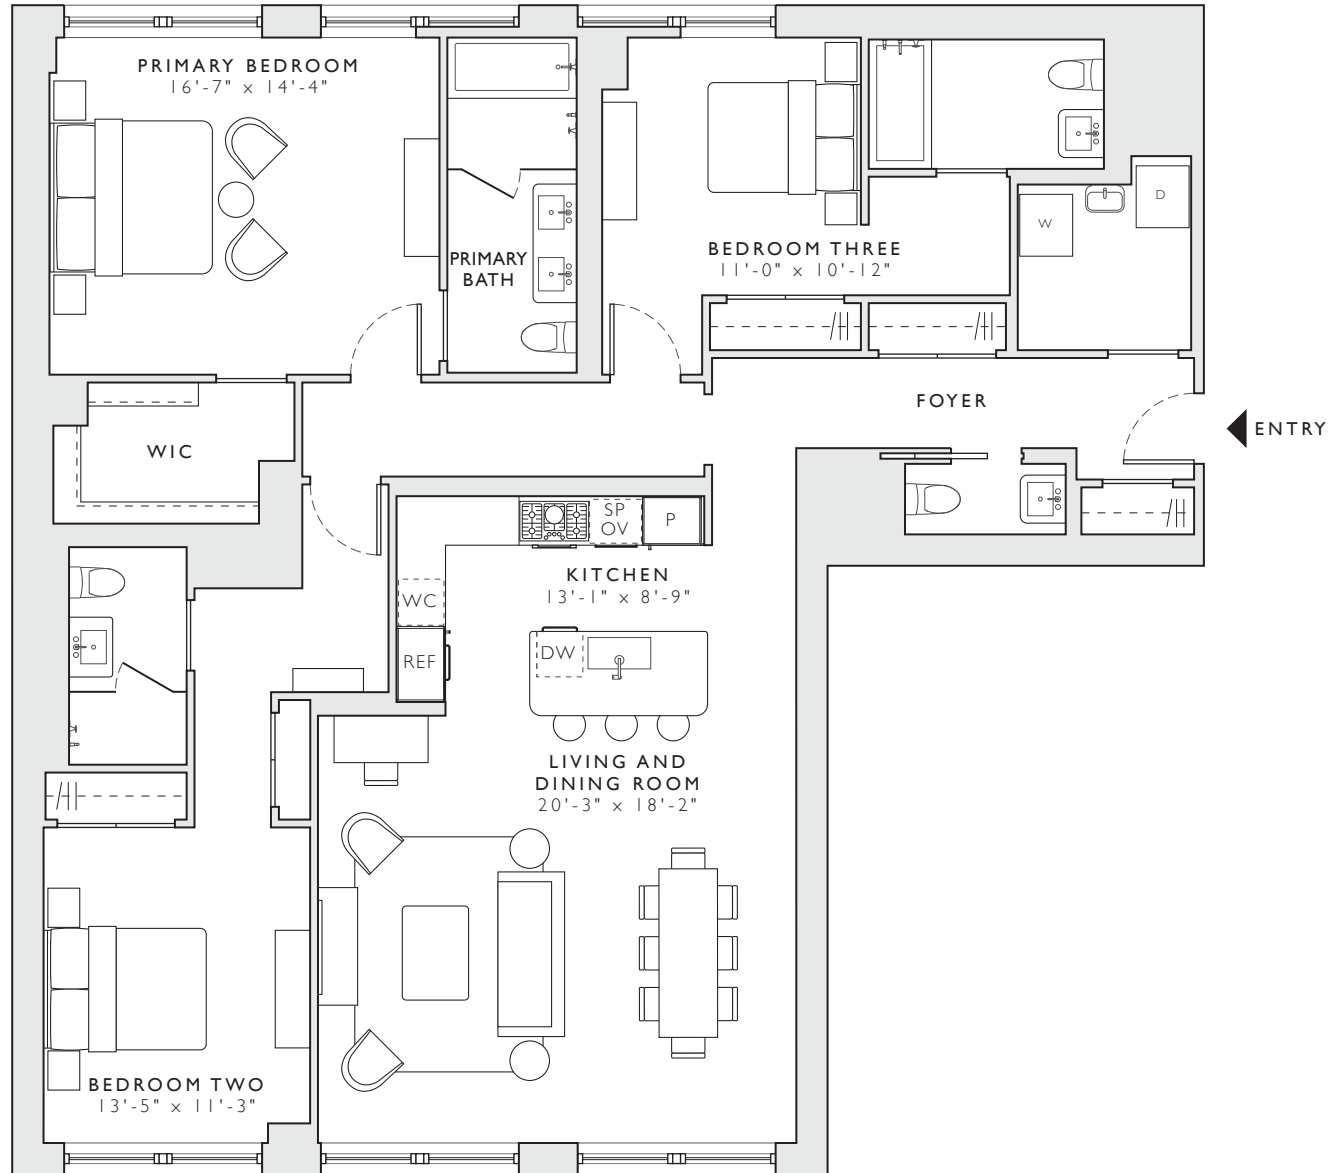 PRIMARY BEDROOM
16'-7" x 14'-4"
PRIMARY
BATH
BEDROOM THREE
11'-0" x 10'-12"
W
D
WIC
FOYER
ENTRY
SP
OV
P
KITCHEN
13'-1" x 8'-9"
WC
REF
DW
LIVING AND
DINING ROOM
20'-3" x 18'-2"
BEDROOM TWO
13'-5" x 11'-3"